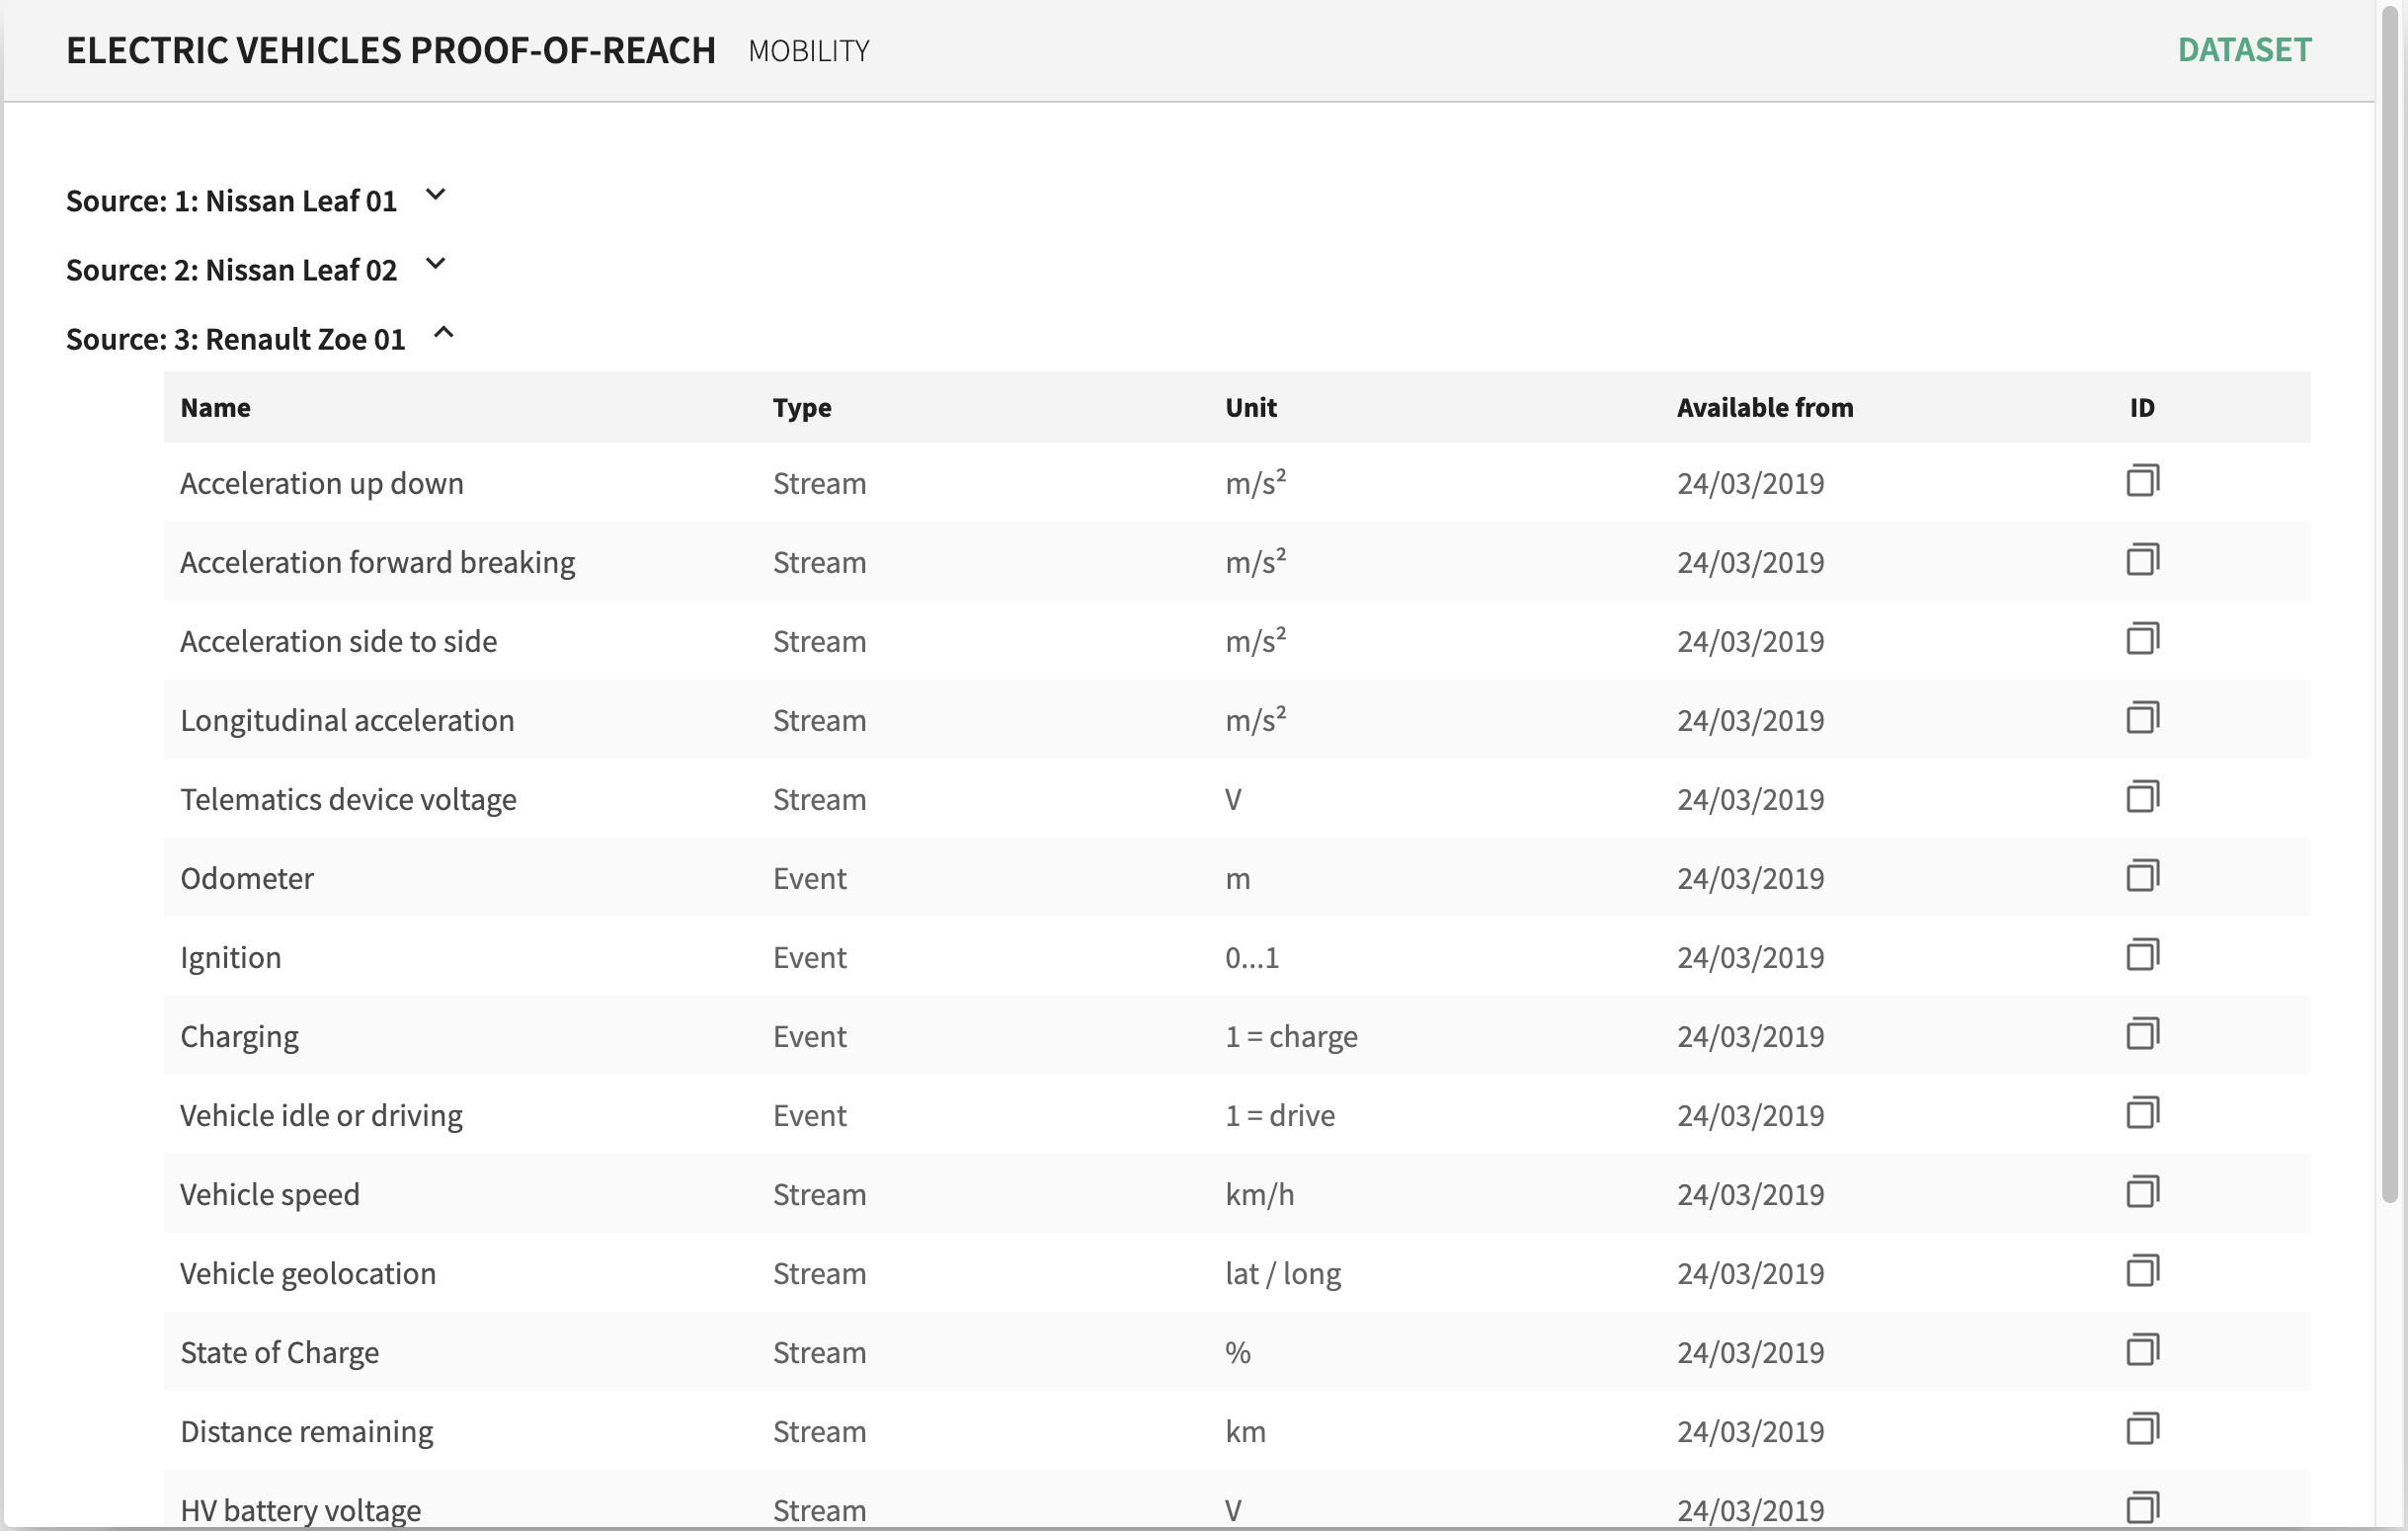 ELECTRIC VEHICLES PROOF-OF-REACH MOBILITY DATASET
Source: 1: Nissan Leaf 01
Source: 2: Nissan Leaf 02
Source: 3: Renault Zoe 01
Name Type Unit Available from ID
Acceleration up down Stream m/s² 24/03/2019
Acceleration forward breaking Stream m/s² 24/03/2019
Acceleration side to side Stream m/s² 24/03/2019
Longitudinal acceleration Stream m/s² 24/03/2019
Telematics device voltage Stream V 24/03/2019
Odometer Event m 24/03/2019
Ignition Event 0...1 24/03/2019
Charging Event 1 = charge 24/03/2019
Vehicle idle or driving Event 1 = drive 24/03/2019
Vehicle speed Stream km/h 24/03/2019
Vehicle geolocation Stream lat / long 24/03/2019
State of Charge Stream % 24/03/2019
Distance remaining Stream km 24/03/2019
HV battery voltage Stream V 24/03/2019